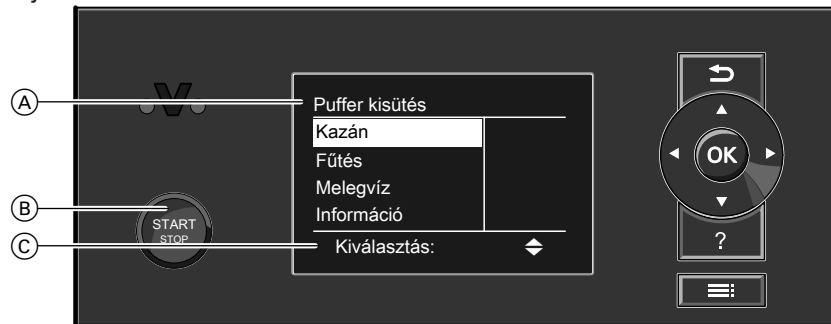 A
Puffer kisütés
Kazán
Fűtés
Melegvíz
Információ
Kiválasztás:
B
START
STOP
C
OK
?